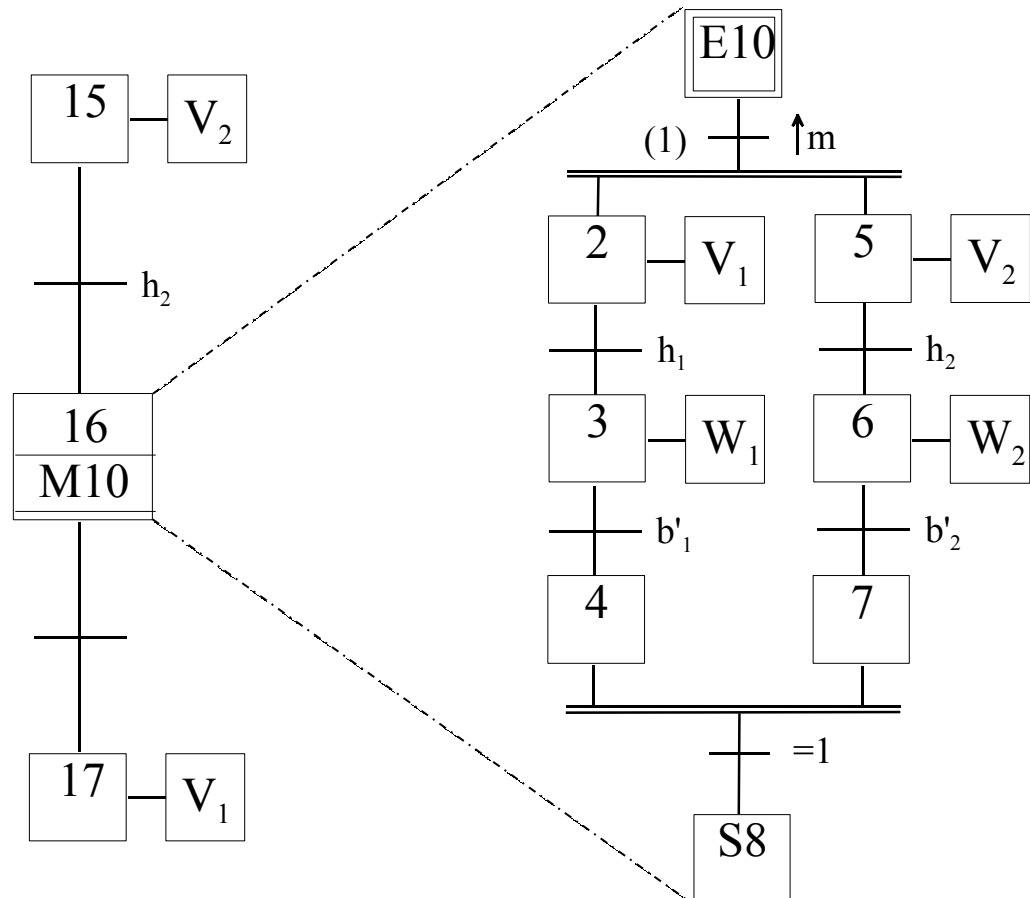 15 V₂
h₂
16
M10
17 V₁
E10
(1) ↑m
2 V₁ 5 V₂
h₁ h₂
3 W₁ 6 W₂
b'₁ b'₂
4 7
=1
S8